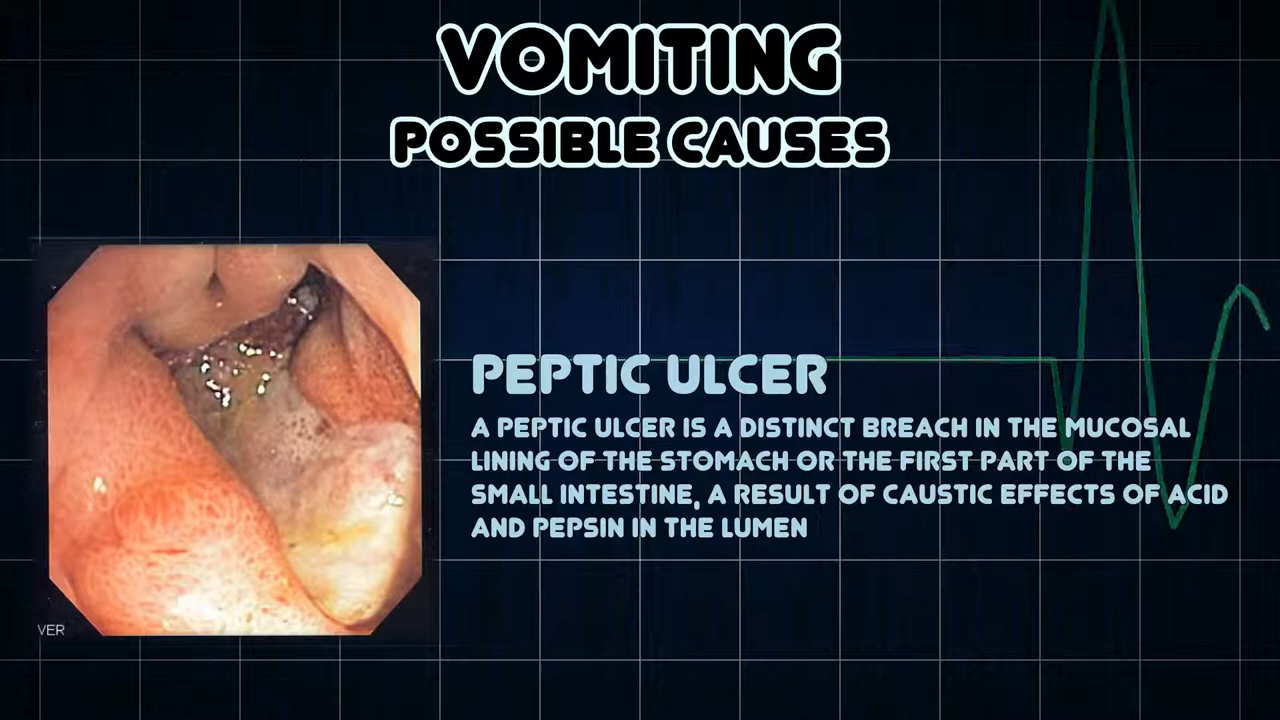 VOMITING
POSSIBLE CAUSES
PEPTIC ULCER
A PEPTIC ULCER IS A DISTINCT BREACH IN THE MUCOSAL
LINING OF THE STOMACH OR THE FIRST PART OF THE
SMALL INTESTINE, A RESULT OF CAUSTIC EFFECTS OF ACID
AND PEPSIN IN THE LUMEN
VER